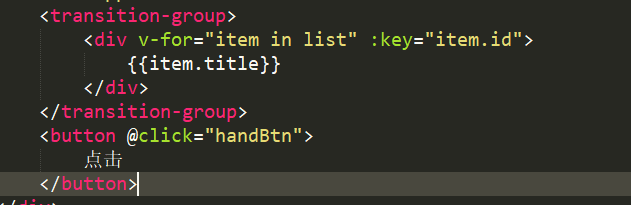 <transition-group>
<div v-for="item in list" :key="item.id">
{{item.title}}
</div>
</transition-group>
<button @click="handBtn">
点击
</button>